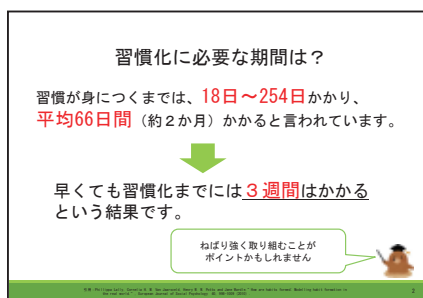 習慣化に必要な期間は？
習慣が身につくまでは、18日～254日かかり、
平均66日間（約２か月）かかると言われています。
早くても習慣化までには３週間はかかる
という結果です。
ねばり強く取り組むことが
ポイントかもしれません
2